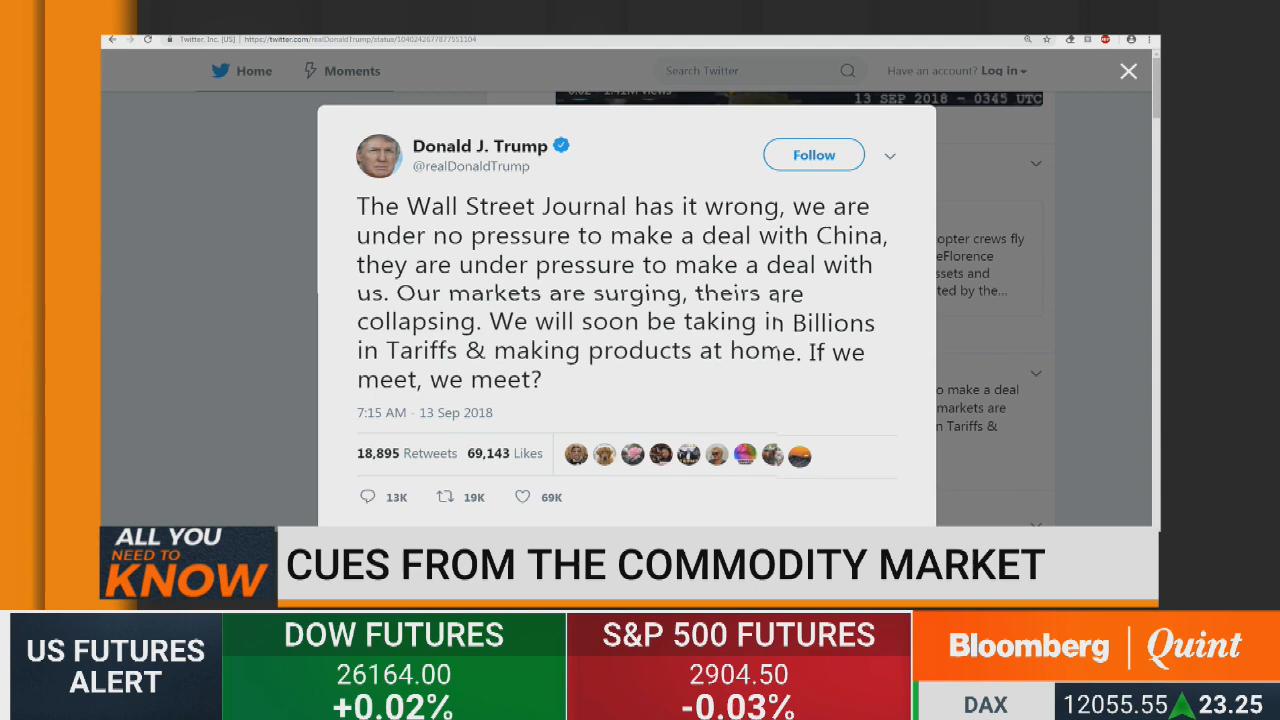 Twitter, Inc. [US] | https://twitter.com/realDonaldTrump/status/1040242677877551104
Home Moments Search Twitter Have an account? Log in
13 SEP 2018 - 0345 UTC
Donald J. Trump
@realDonaldTrump
Follow
The Wall Street Journal has it wrong, we are
under no pressure to make a deal with China,
they are under pressure to make a deal with
us. Our markets are surging, theirs are
collapsing. We will soon be taking in Billions
in Tariffs & making products at home. If we
meet, we meet?
7:15 AM - 13 Sep 2018
18,895 Retweets 69,143 Likes
13K 19K 69K
opter crews fly
eFlorence
ssets and
ted by the...
o make a deal
markets are
n Tariffs &
ALL YOU
NEED TO
KNOW
CUES FROM THE COMMODITY MARKET
US FUTURES
ALERT
DOW FUTURES
26164.00
+0.02%
S&P 500 FUTURES
2904.50
-0.03%
Bloomberg | Quint
DAX 12055.55 23.25